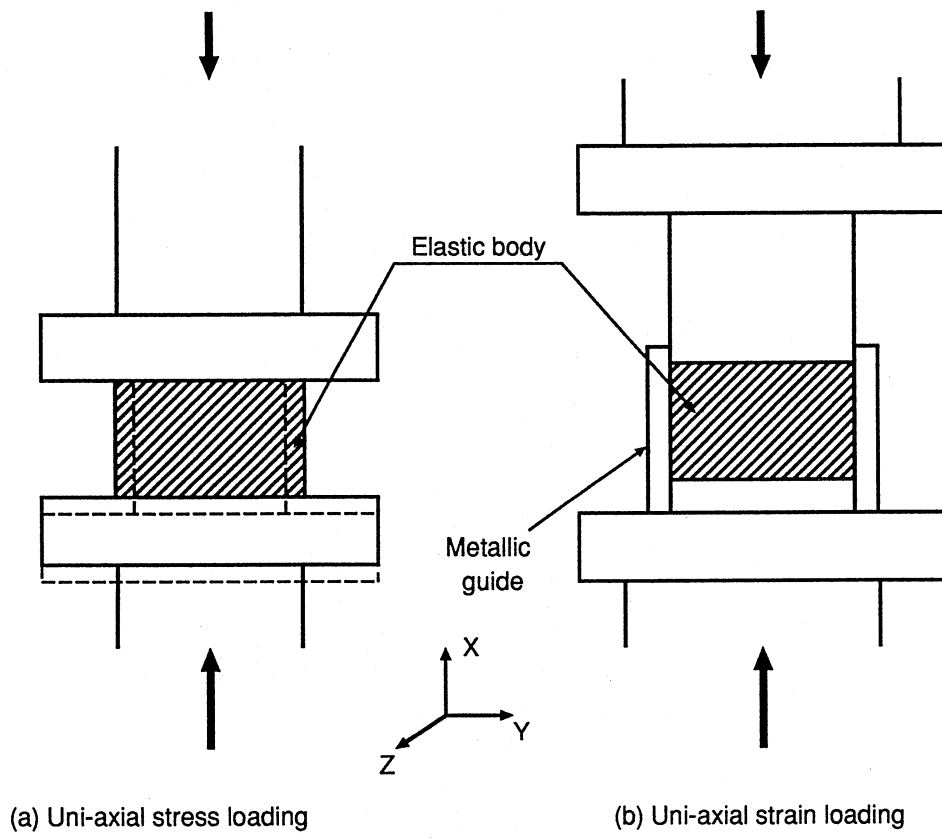 Elastic body
Metallic
guide
X
Y
Z
(a) Uni-axial stress loading
(b) Uni-axial strain loading